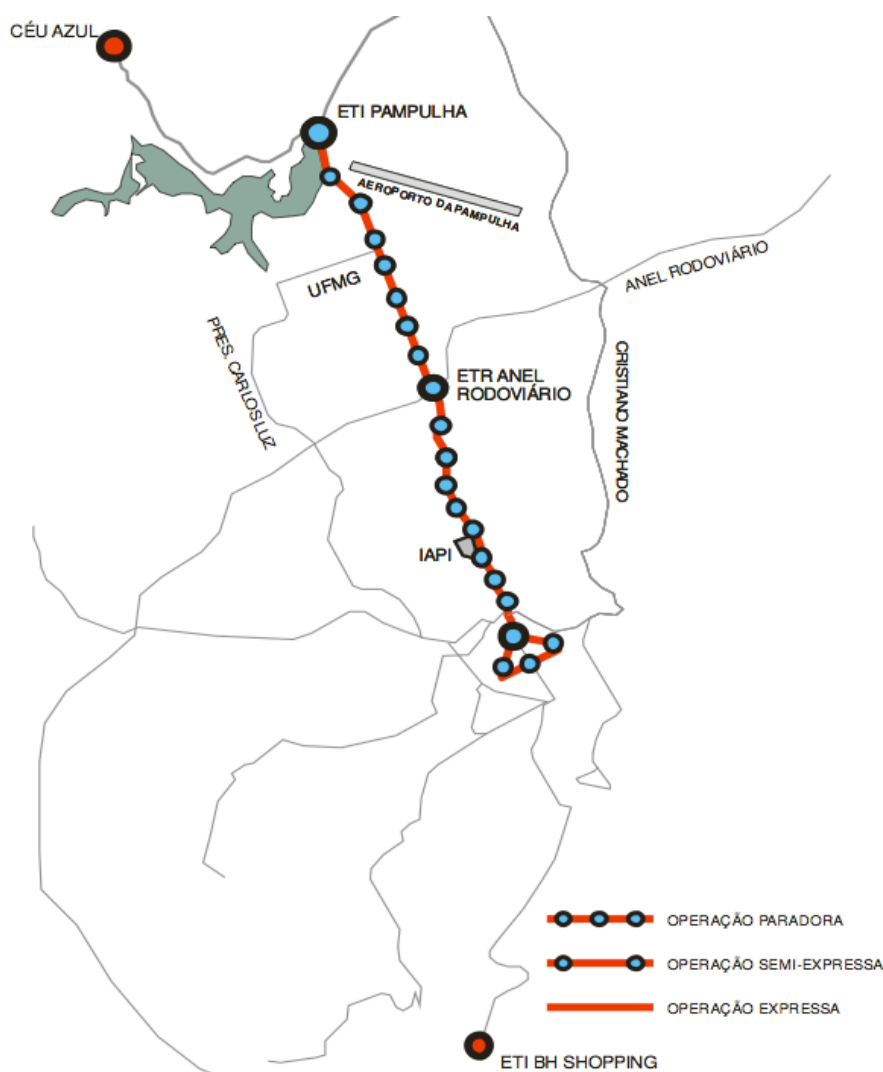 CÉU AZUL
ETI PAMPULHA
AEROPORTO DA PAMPULHA
ANEL RODOVIÁRIO
UFMG
PRES. CARLOS LUZ
CRISTIANO MACHADO
ETR ANEL
RODOVIÁRIO
IAPI
OPERAÇÃO PARADORA
OPERAÇÃO SEMI-EXPRESSA
OPERAÇÃO EXPRESSA
ETI BH SHOPPING